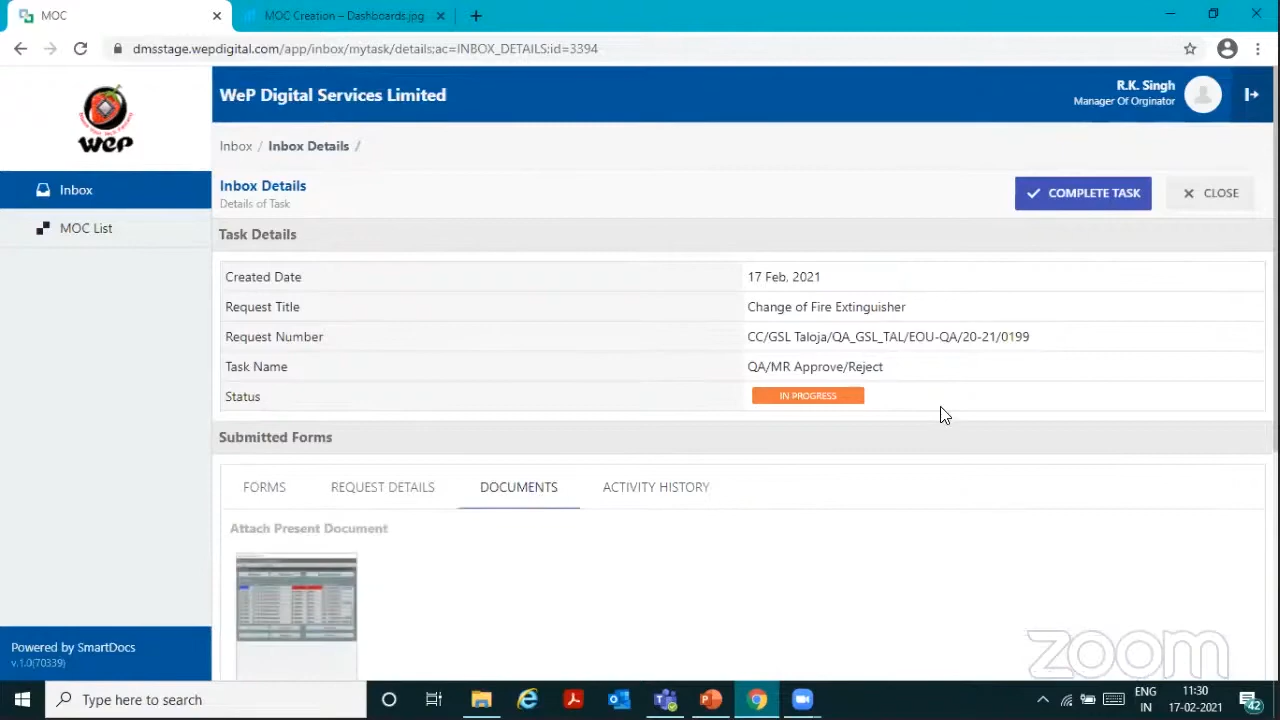 MOC
MOC Creation – Dashboards.jpg
dmsstage.wepdigital.com/app/inbox/mytask/details;ac=INBOX_DETAILS;id=3394
WeP
WeP Digital Services Limited
R.K. Singh
Manager Of Orginator
Inbox
MOC List
Inbox / Inbox Details /
Inbox Details
Details of Task
COMPLETE TASK
CLOSE
Task Details
Created Date 17 Feb, 2021
Request Title Change of Fire Extinguisher
Request Number CC/GSL Taloja/QA_GSL_TAL/EOU-QA/20-21/0199
Task Name QA/MR Approve/Reject
Status IN PROGRESS
Submitted Forms
FORMS REQUEST DETAILS DOCUMENTS ACTIVITY HISTORY
Attach Present Document
Powered by SmartDocs
v.1.0(70339)
zoom
Type here to search
ENG
IN
11:30
17-02-2021
42